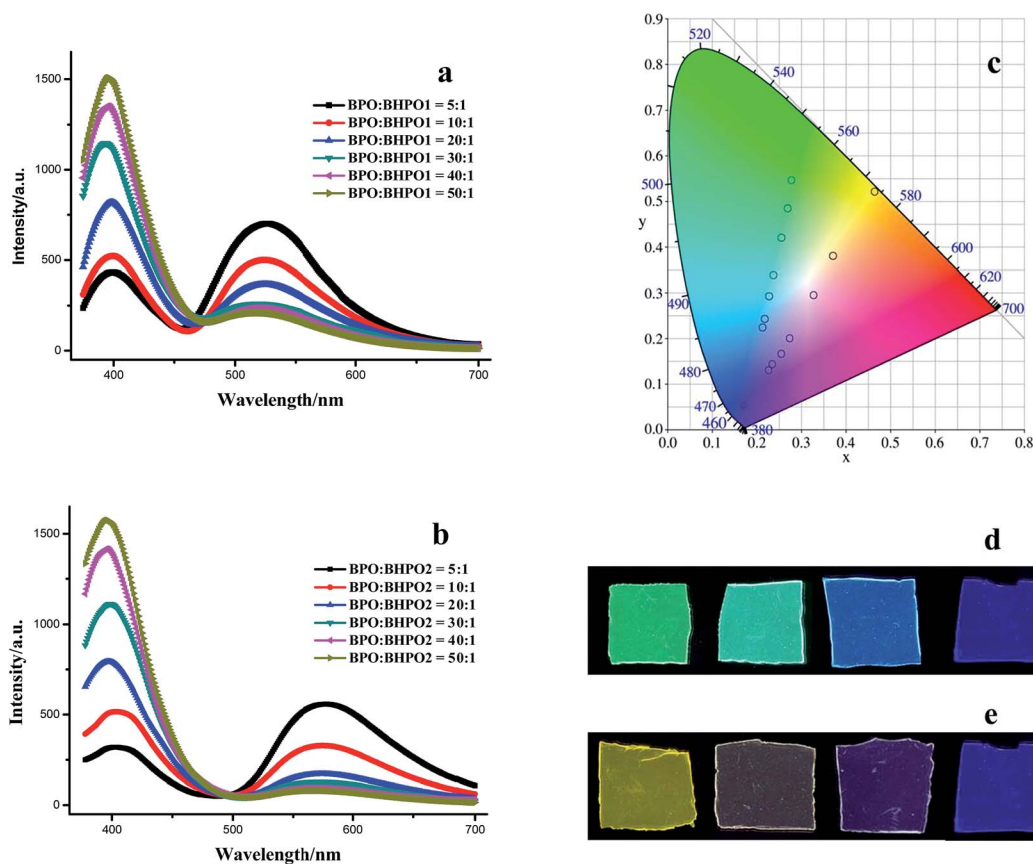 a
1500
1000
500
0
Intensity/a.u.
BPO:BHPO1 = 5:1
BPO:BHPO1 = 10:1
BPO:BHPO1 = 20:1
BPO:BHPO1 = 30:1
BPO:BHPO1 = 40:1
BPO:BHPO1 = 50:1
400 500 600 700
Wavelength/nm
c
0.9
0.8
0.7
0.6
0.5
0.4
0.3
0.2
0.1
0.0
y
520
540
560
500
580
600
620
490
700
480
470
460
380
0.0 0.1 0.2 0.3 0.4 0.5 0.6 0.7 0.8
x
b
1500
1000
500
0
Intensity/a.u.
BPO:BHPO2 = 5:1
BPO:BHPO2 = 10:1
BPO:BHPO2 = 20:1
BPO:BHPO2 = 30:1
BPO:BHPO2 = 40:1
BPO:BHPO2 = 50:1
400 500 600 700
Wavelength/nm
d
e